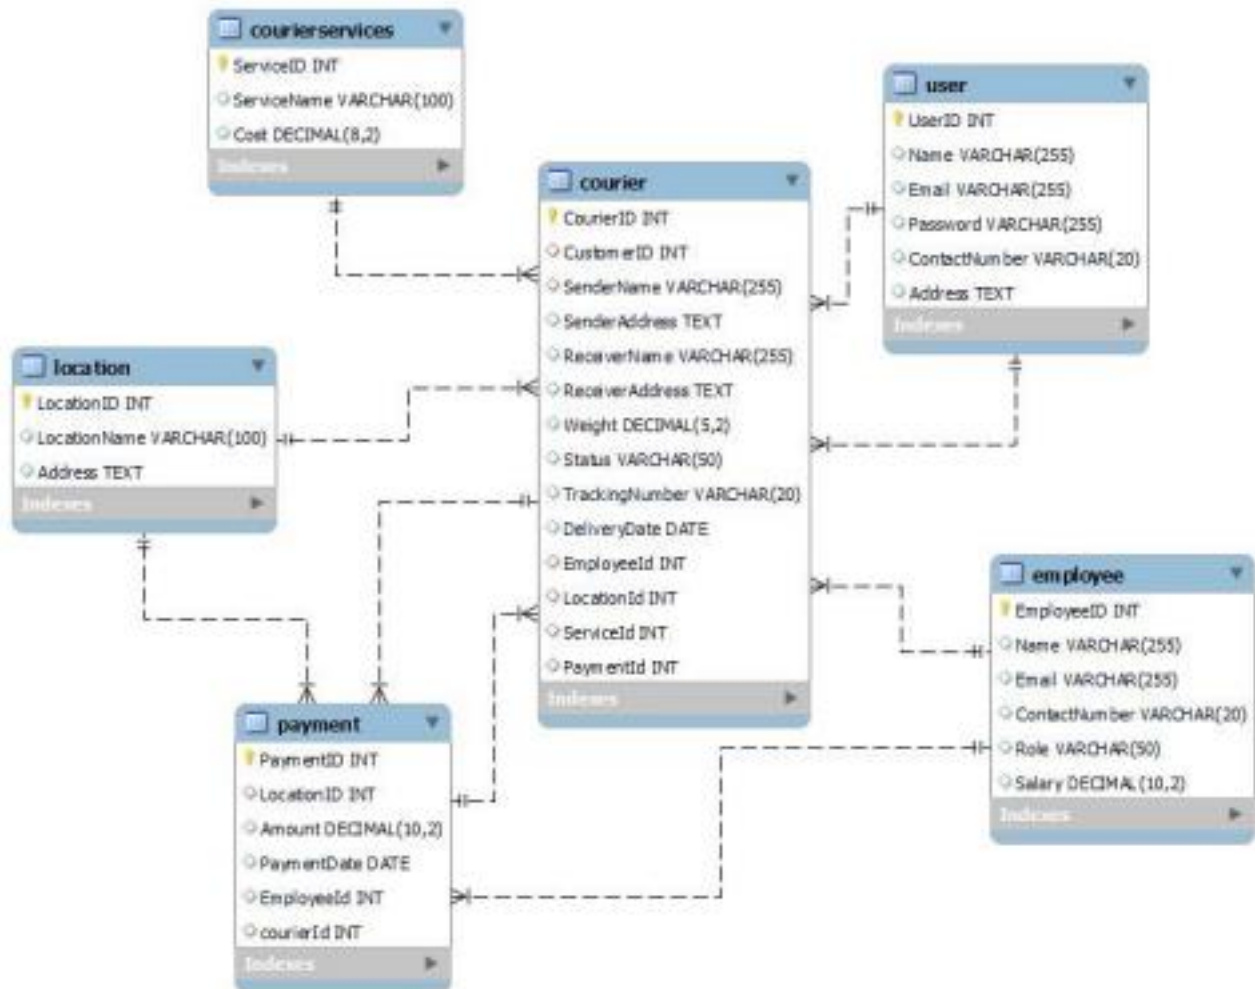 courierservices
ServiceID INT
ServiceName VARCHAR(100)
Cost DECIMAL(8,2)
Indexes
user
UserID INT
Name VARCHAR(255)
Email VARCHAR(255)
Password VARCHAR(255)
ContactNumber VARCHAR(20)
Address TEXT
Indexes
courier
CourierID INT
CustomerID INT
SenderName VARCHAR(255)
SenderAddress TEXT
ReceiverName VARCHAR(255)
ReceiverAddress TEXT
Weight DECIMAL(5,2)
Status VARCHAR(50)
TrackingNumber VARCHAR(20)
DeliveryDate DATE
EmployeeId INT
LocationId INT
ServiceId INT
PaymentId INT
Indexes
location
LocationID INT
LocationName VARCHAR(100)
Address TEXT
Indexes
employee
EmployeeID INT
Name VARCHAR(255)
Email VARCHAR(255)
ContactNumber VARCHAR(20)
Role VARCHAR(50)
Salary DECIMAL(10,2)
Indexes
payment
PaymentID INT
LocationID INT
Amount DECIMAL(10,2)
PaymentDate DATE
EmployeeId INT
courierId INT
Indexes